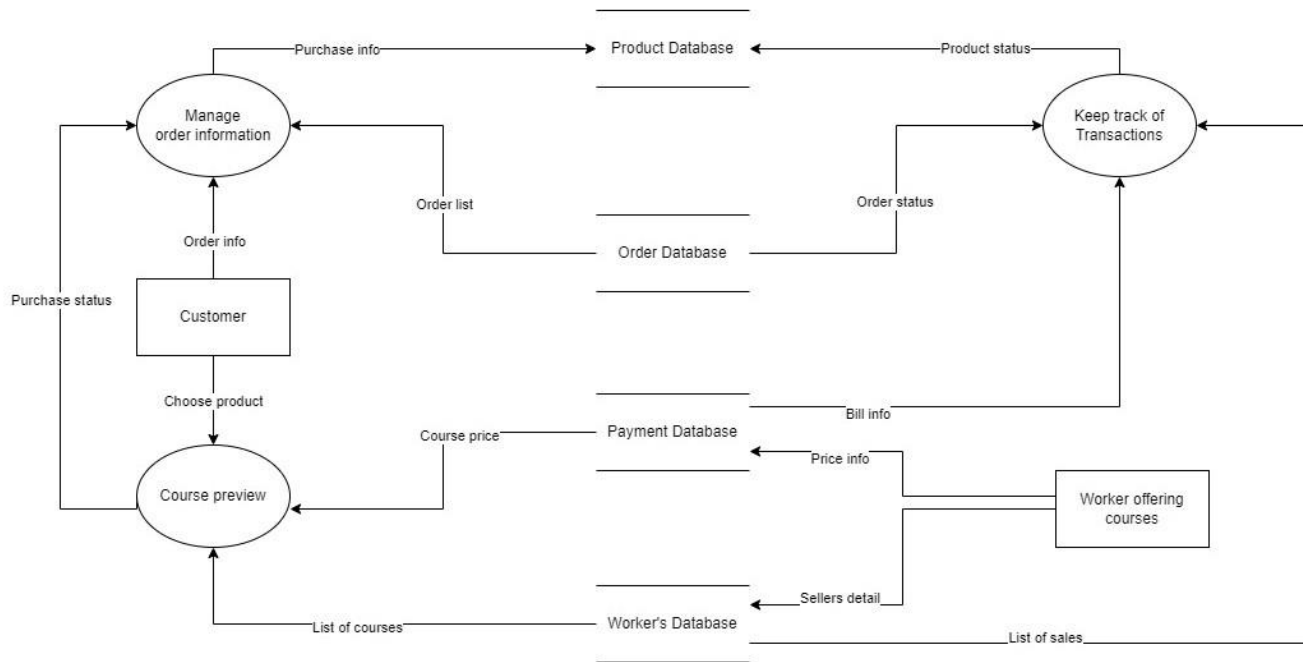 Purchase info
Product Database
Product status
Manage
order information
Keep track of
Transactions
Order list
Order status
Order info
Order Database
Purchase status
Customer
Choose product
Bill info
Course price
Payment Database
Price info
Course preview
Worker offering
courses
Sellers detail
List of courses
Worker's Database
List of sales